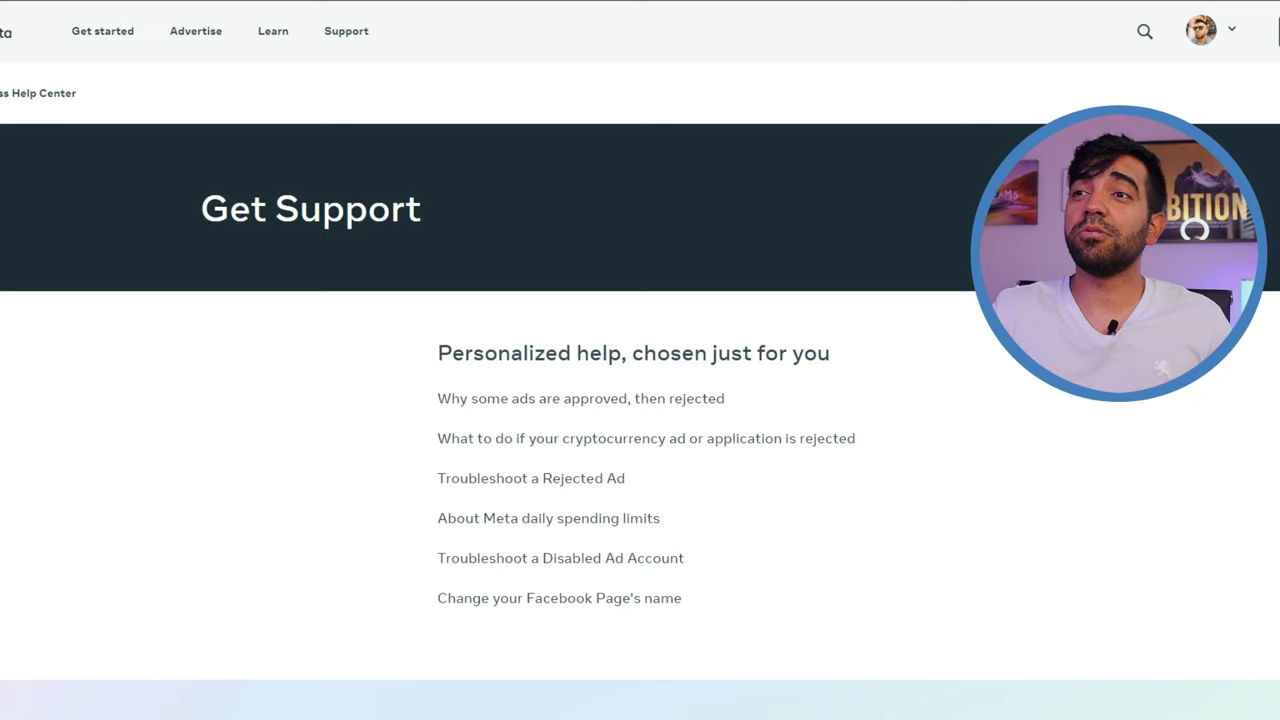 ta
Get started
Advertise
Learn
Support
ss Help Center
Get Support
BITION
Personalized help, chosen just for you
Why some ads are approved, then rejected
What to do if your cryptocurrency ad or application is rejected
Troubleshoot a Rejected Ad
About Meta daily spending limits
Troubleshoot a Disabled Ad Account
Change your Facebook Page's name